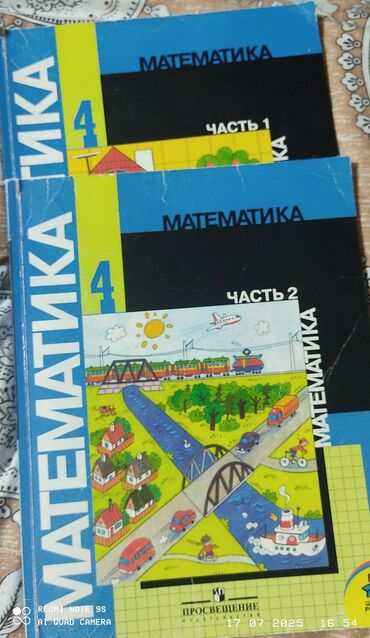 МАТЕМАТИКА
4
ЧАСТЬ 1
МАТЕМАТИКА
4
МАТЕМАТИКА
ЧАСТЬ 2
МАТЕМАТИКА
ПРОСВЕЩЕНИЕ
REDMI NOTE 9S
AI QUAD CAMERA
17.07.2025 16:54